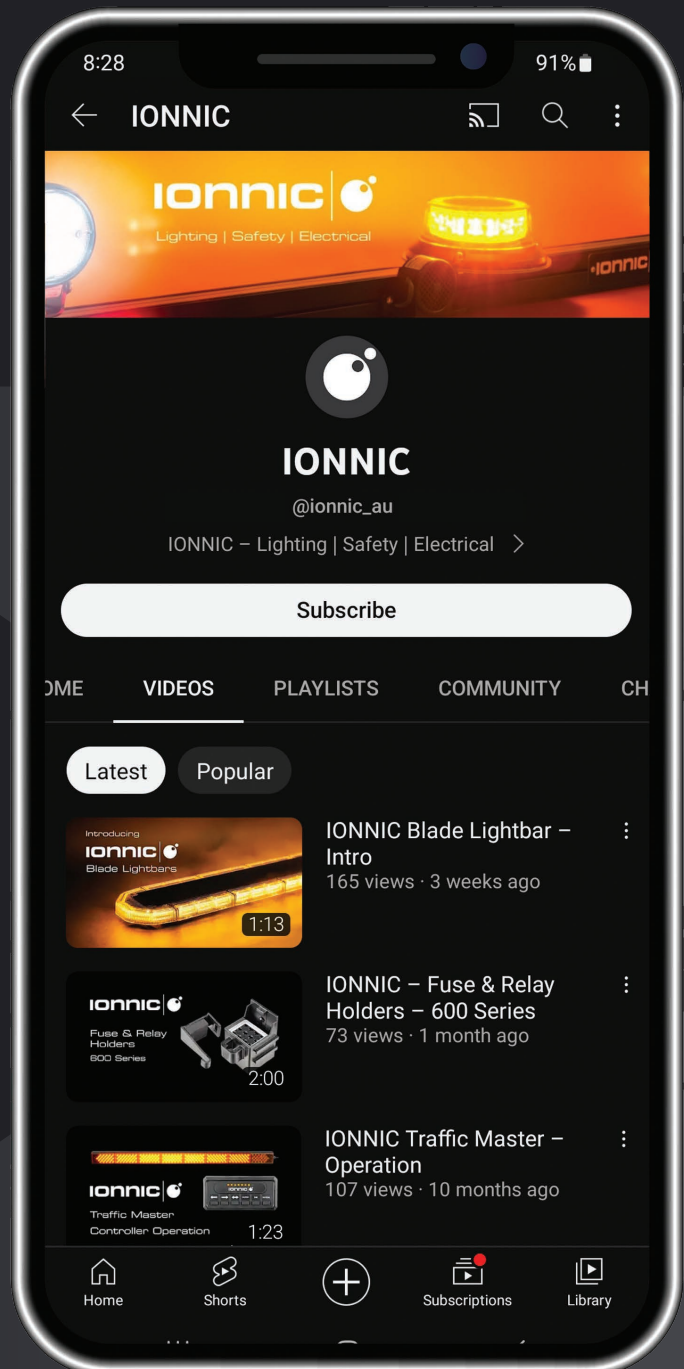 8:28
91%
IONNIC
IONNIC
Lighting | Safety | Electrical
IONNIC
IONNIC
@ionnic_au
IONNIC – Lighting | Safety | Electrical
Subscribe
OME
VIDEOS
PLAYLISTS
COMMUNITY
CH
Latest
Popular
Introducing
IONNIC
Blade Lightbars
1:13
IONNIC Blade Lightbar –
Intro
165 views · 3 weeks ago
IONNIC
Fuse & Relay
Holders
600 Series
2:00
IONNIC – Fuse & Relay
Holders – 600 Series
73 views · 1 month ago
IONNIC
Traffic Master
Controller Operation
1:23
IONNIC Traffic Master –
Operation
107 views · 10 months ago
Home
Shorts
Subscriptions
Library